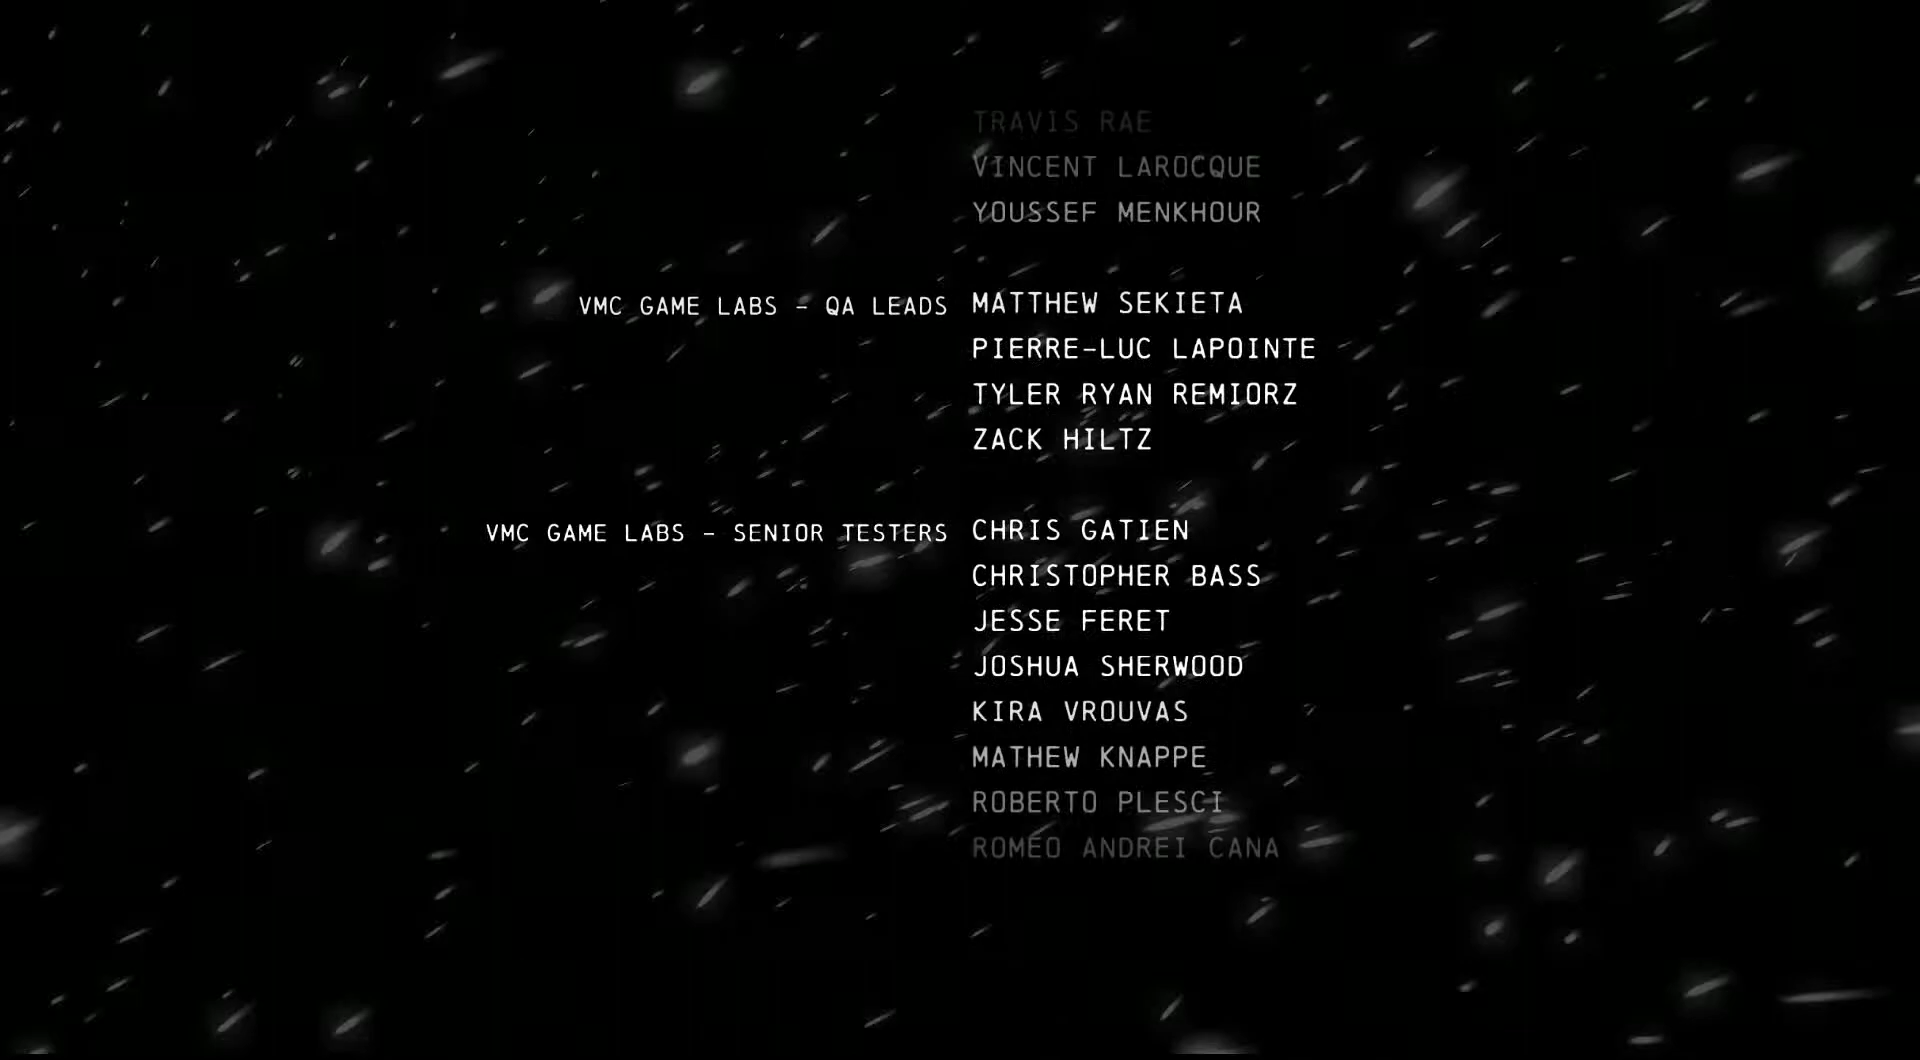 TRAVIS RAE
VINCENT LAROCQUE
YOUSSEF MENKHOUR
VMC GAME LABS - QA LEADS MATTHEW SEKIETA
PIERRE-LUC LAPOINTE
TYLER RYAN REMIORZ
ZACK HILTZ
VMC GAME LABS - SENIOR TESTERS CHRIS GATIEN
CHRISTOPHER BASS
JESSE FERET
JOSHUA SHERWOOD
KIRA VROUVAS
MATHEW KNAPPE
ROBERTO PLESCI
ROMEO ANDREI CANA